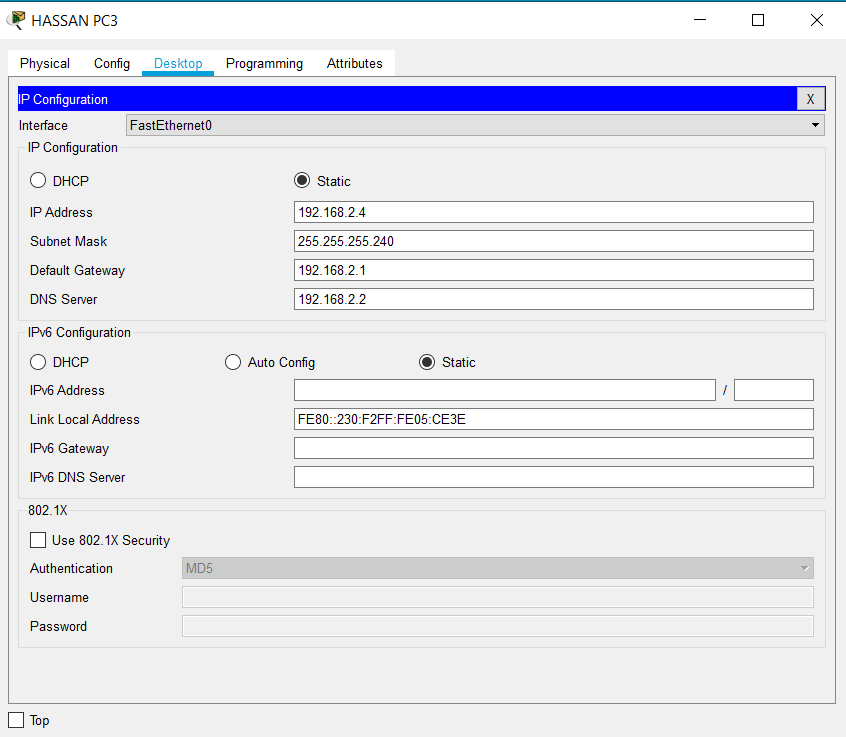 HASSAN PC3
Physical Config Desktop Programming Attributes
IP Configuration X
Interface FastEthernet0
IP Configuration
DHCP Static
IP Address 192.168.2.4
Subnet Mask 255.255.255.240
Default Gateway 192.168.2.1
DNS Server 192.168.2.2
IPv6 Configuration
DHCP Auto Config Static
IPv6 Address /
Link Local Address FE80::230:F2FF:FE05:CE3E
IPv6 Gateway
IPv6 DNS Server
802.1X
Use 802.1X Security
Authentication MD5
Username
Password
Top